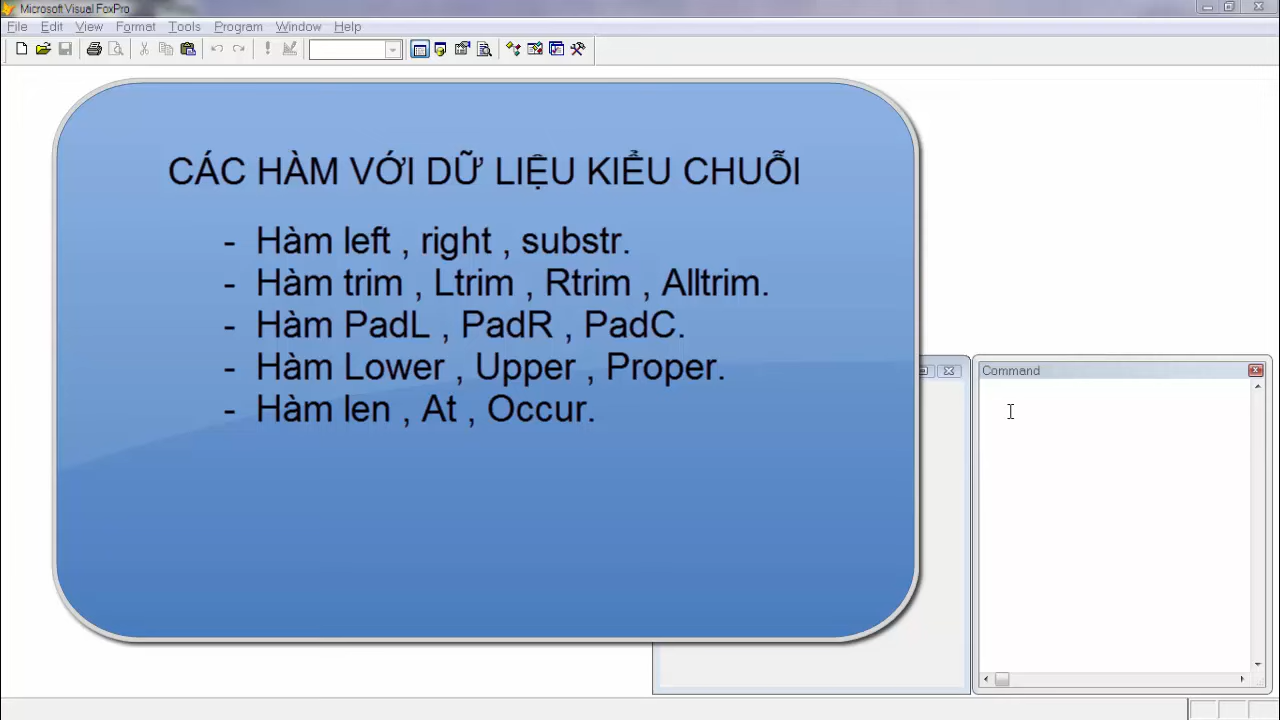 Microsoft Visual FoxPro
File Edit View Format Tools Program Window Help
CÁC HÀM VỚI DỮ LIỆU KIỂU CHUỖI
- Hàm left , right , substr.
- Hàm trim , Ltrim , Rtrim , Alltrim.
- Hàm PadL , PadR , PadC.
- Hàm Lower , Upper , Proper.
- Hàm len , At , Occur.
Command